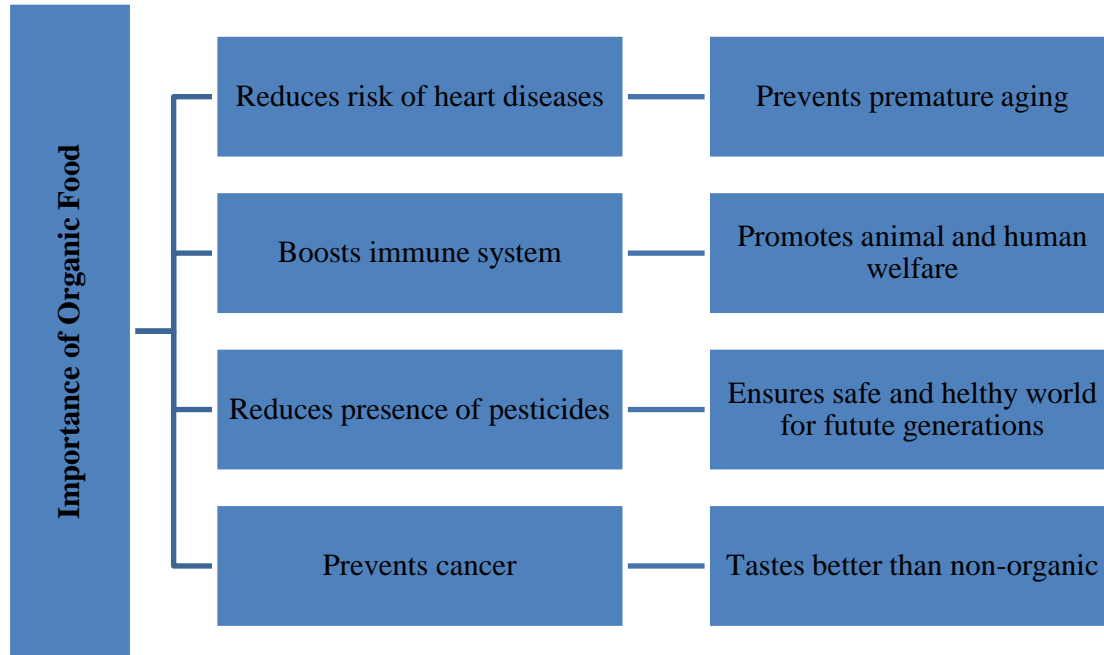 Importance of Organic Food
Reduces risk of heart diseases
Prevents premature aging
Boosts immune system
Promotes animal and human
welfare
Reduces presence of pesticides
Ensures safe and helthy world
for futute generations
Prevents cancer
Tastes better than non-organic